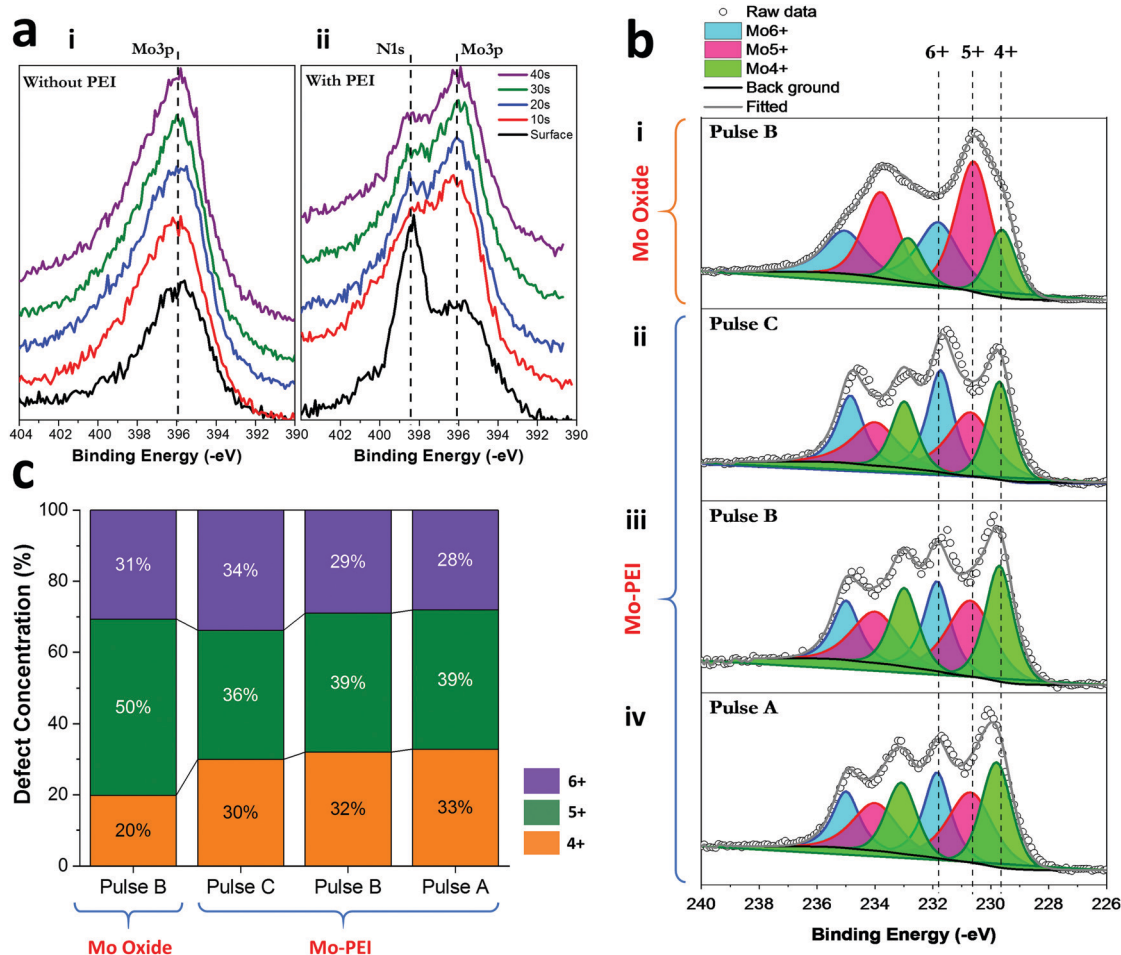 a
i
ii
Mo3p
N1s
Mo3p
Without PEI
With PEI
40s
30s
20s
10s
Surface
404 402 400 398 396 394 392 390 402 400 398 396 394 392 390
Binding Energy (-eV)
Binding Energy (-eV)
b
Raw data
Mo6+
Mo5+
Mo4+
Back ground
Fitted
6+ 5+ 4+
i
Pulse B
Mo Oxide
ii
Pulse C
iii
Pulse B
Mo-PEI
iv
Pulse A
240 238 236 234 232 230 228 226
Binding Energy (-eV)
c
Defect Concentration (%)
100
80
60
40
20
0
31% 34% 29% 28%
50% 36% 39% 39%
20% 30% 32% 33%
6+
5+
4+
Pulse B Pulse C Pulse B Pulse A
Mo Oxide Mo-PEI